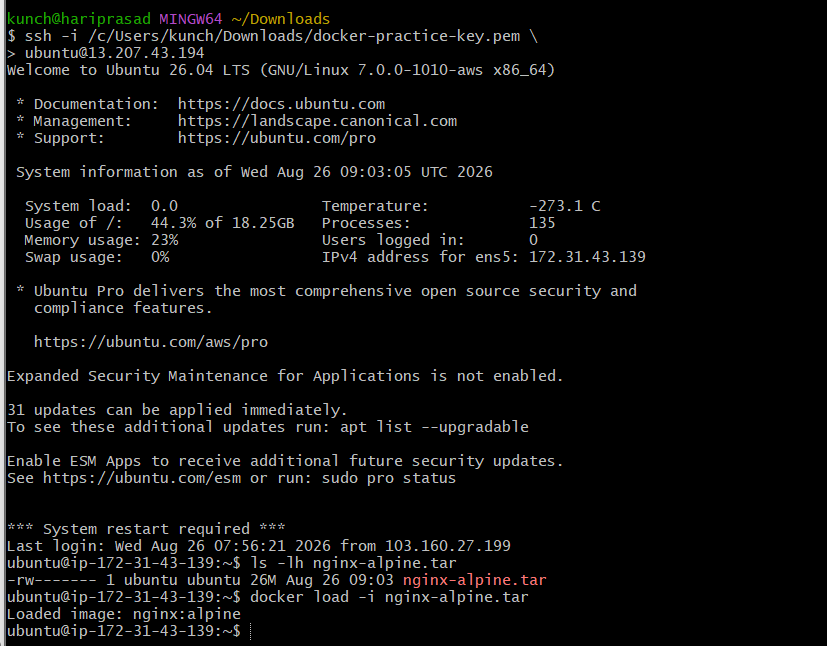 kunch@hariprasad MINGW64 ~/Downloads
$ ssh -i /c/Users/kunch/Downloads/docker-practice-key.pem \
> ubuntu@13.207.43.194
Welcome to Ubuntu 26.04 LTS (GNU/Linux 7.0.0-1010-aws x86_64)

 * Documentation:  https://docs.ubuntu.com
 * Management:     https://landscape.canonical.com
 * Support:        https://ubuntu.com/pro

 System information as of Wed Aug 26 09:03:05 UTC 2026

  System load:  0.0                Temperature:           -273.1 C
  Usage of /:   44.3% of 18.25GB   Processes:             135
  Memory usage: 23%                Users logged in:       0
  Swap usage:   0%                 IPv4 address for ens5: 172.31.43.139

 * Ubuntu Pro delivers the most comprehensive open source security and
   compliance features.

   https://ubuntu.com/aws/pro

Expanded Security Maintenance for Applications is not enabled.

31 updates can be applied immediately.
To see these additional updates run: apt list --upgradable

Enable ESM Apps to receive additional future security updates.
See https://ubuntu.com/esm or run: sudo pro status


*** System restart required ***
Last login: Wed Aug 26 07:56:21 2026 from 103.160.27.199
ubuntu@ip-172-31-43-139:~$ ls -lh nginx-alpine.tar
-rw------- 1 ubuntu ubuntu 26M Aug 26 09:03 nginx-alpine.tar
ubuntu@ip-172-31-43-139:~$ docker load -i nginx-alpine.tar
Loaded image: nginx:alpine
ubuntu@ip-172-31-43-139:~$